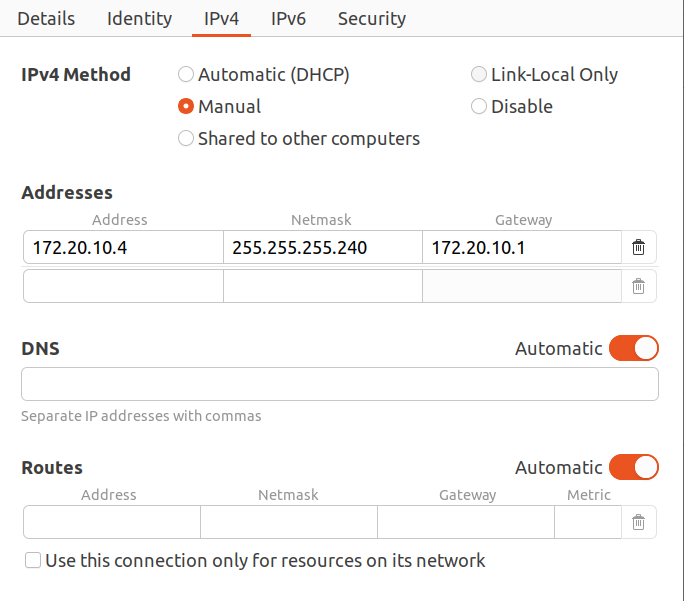 Details Identity IPv4 IPv6 Security
IPv4 Method Automatic (DHCP) Link-Local Only
Manual Disable
Shared to other computers
Addresses
Address Netmask Gateway
172.20.10.4 255.255.255.240 172.20.10.1
DNS Automatic
Separate IP addresses with commas
Routes Automatic
Address Netmask Gateway Metric
Use this connection only for resources on its network